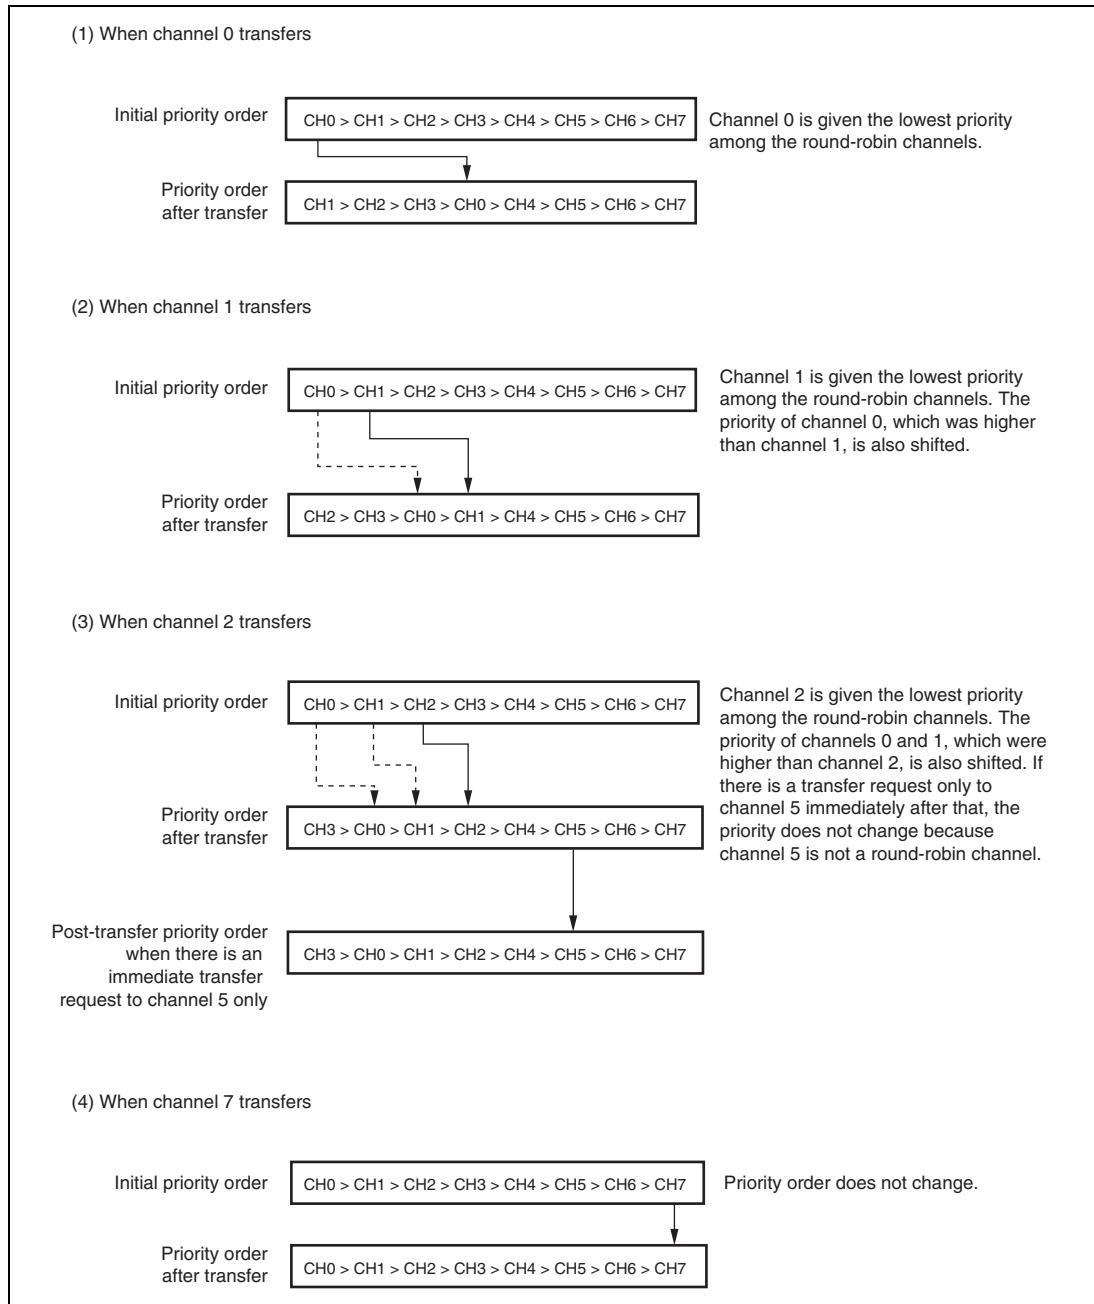 (1) When channel 0 transfers
Initial priority order
CH0 > CH1 > CH2 > CH3 > CH4 > CH5 > CH6 > CH7
Channel 0 is given the lowest priority
among the round-robin channels.
Priority order
after transfer
CH1 > CH2 > CH3 > CH0 > CH4 > CH5 > CH6 > CH7
(2) When channel 1 transfers
Initial priority order
CH0 > CH1 > CH2 > CH3 > CH4 > CH5 > CH6 > CH7
Channel 1 is given the lowest priority
among the round-robin channels. The
priority of channel 0, which was higher
than channel 1, is also shifted.
Priority order
after transfer
CH2 > CH3 > CH0 > CH1 > CH4 > CH5 > CH6 > CH7
(3) When channel 2 transfers
Initial priority order
CH0 > CH1 > CH2 > CH3 > CH4 > CH5 > CH6 > CH7
Channel 2 is given the lowest priority
among the round-robin channels. The
priority of channels 0 and 1, which were
higher than channel 2, is also shifted. If
there is a transfer request only to
channel 5 immediately after that, the
priority does not change because
channel 5 is not a round-robin channel.
Priority order
after transfer
CH3 > CH0 > CH1 > CH2 > CH4 > CH5 > CH6 > CH7
Post-transfer priority order
when there is an
immediate transfer
request to channel 5 only
CH3 > CH0 > CH1 > CH2 > CH4 > CH5 > CH6 > CH7
(4) When channel 7 transfers
Initial priority order
CH0 > CH1 > CH2 > CH3 > CH4 > CH5 > CH6 > CH7
Priority order does not change.
Priority order
after transfer
CH0 > CH1 > CH2 > CH3 > CH4 > CH5 > CH6 > CH7